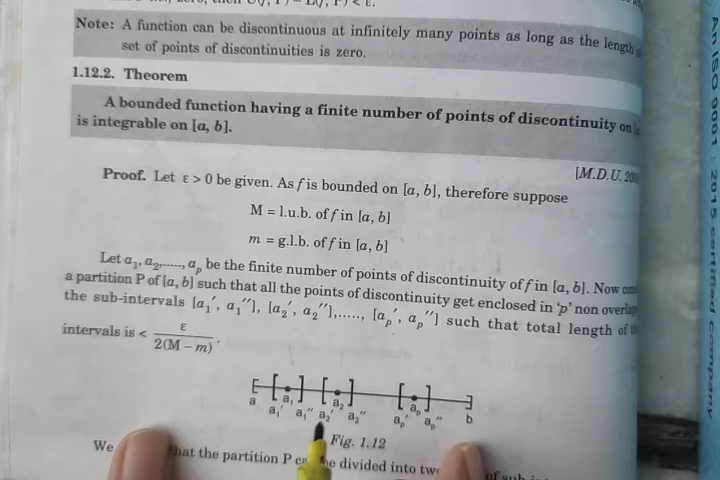 U(f, P) – L(f, P) < ε.
Note: A function can be discontinuous at infinitely many points as long as the length
set of points of discontinuities is zero.
1.12.2. Theorem
A bounded function having a finite number of points of discontinuity on
is integrable on [a, b].
[M.D.U.
Proof. Let ε > 0 be given. As f is bounded on [a, b], therefore suppose
M = l.u.b. of f in [a, b]
m = g.l.b. of f in [a, b]
Let a₁, a₂,......, aₚ be the finite number of points of discontinuity of f in [a, b]. Now
a partition P of [a, b] such that all the points of discontinuity get enclosed in 'p' non
the sub-intervals [a₁′, a₁″], [a₂′, a₂″],....., [aₚ′, aₚ″] such that total length of
intervals is < ε / 2(M – m).
a a₁′ a₁ a₁″ a₂′ a₂ a₂″ aₚ′ aₚ aₚ″ b
Fig. 1.12
We that the partition P be divided into of
An ISO 9001 : 2015 certified company